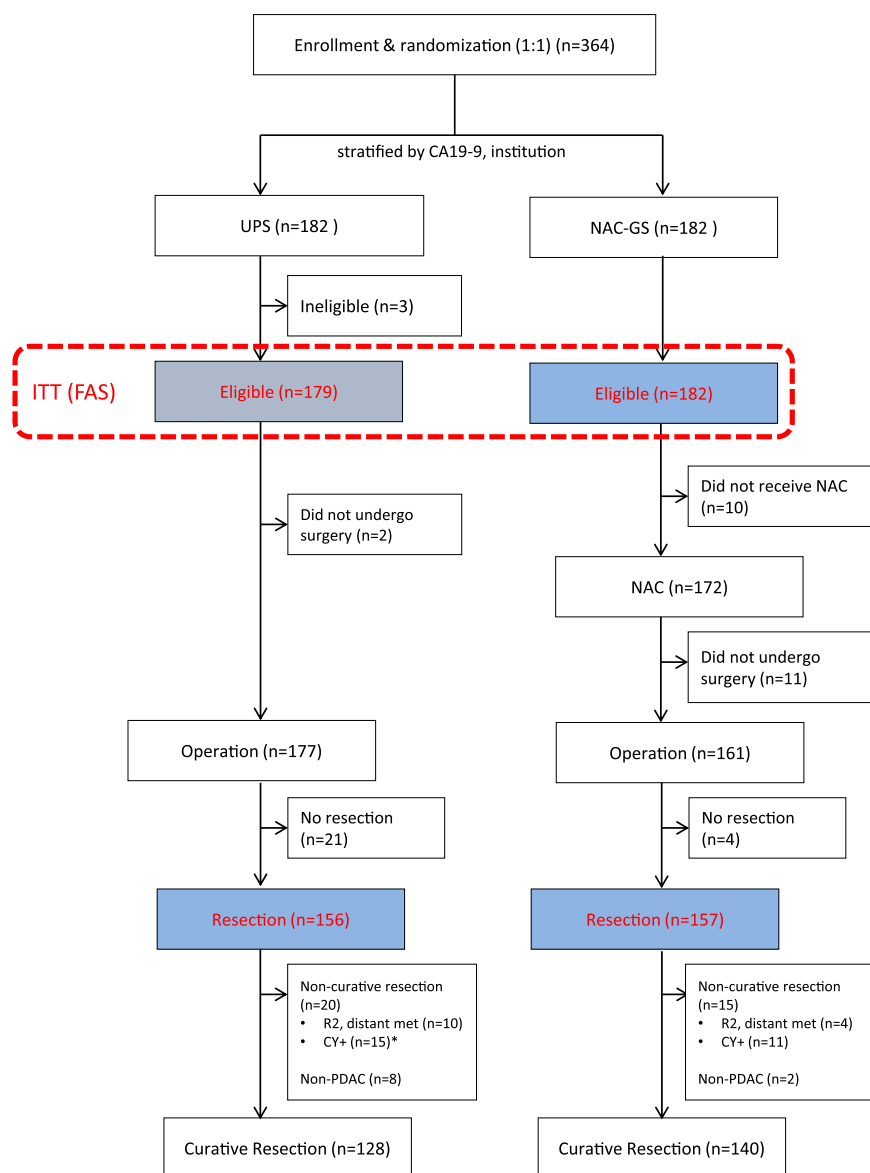 Enrollment & randomization (1:1) (n=364)
stratified by CA19-9, institution
UPS (n=182 )
NAC-GS (n=182 )
Ineligible (n=3)
ITT (FAS)
Eligible (n=179)
Eligible (n=182)
Did not receive NAC
(n=10)
Did not undergo
surgery (n=2)
NAC (n=172)
Did not undergo
surgery (n=11)
Operation (n=177)
Operation (n=161)
No resection
(n=21)
No resection
(n=4)
Resection (n=156)
Resection (n=157)
Non-curative resection
(n=20)
• R2, distant met (n=10)
• CY+ (n=15)*
Non-PDAC (n=8)
Non-curative resection
(n=15)
• R2, distant met (n=4)
• CY+ (n=11)
Non-PDAC (n=2)
Curative Resection (n=128)
Curative Resection (n=140)